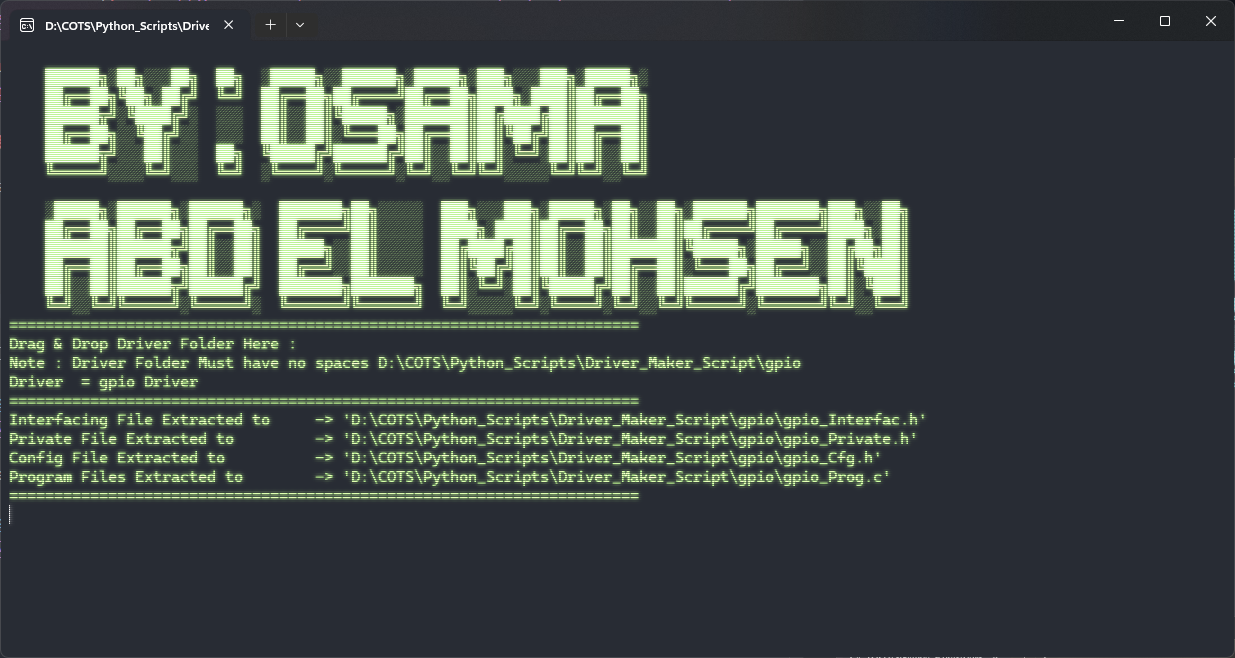 D:\COTS\Python_Scripts\Drive
BY:OSAMA
ABD EL MOHSEN
======================================================================
Drag & Drop Driver Folder Here :
Note : Driver Folder Must have no spaces D:\COTS\Python_Scripts\Driver_Maker_Script\gpio
Driver  = gpio Driver
======================================================================
Interfacing File Extracted to     -> 'D:\COTS\Python_Scripts\Driver_Maker_Script\gpio\gpio_Interfac.h'
Private File Extracted to         -> 'D:\COTS\Python_Scripts\Driver_Maker_Script\gpio\gpio_Private.h'
Config File Extracted to          -> 'D:\COTS\Python_Scripts\Driver_Maker_Script\gpio\gpio_Cfg.h'
Program Files Extracted to        -> 'D:\COTS\Python_Scripts\Driver_Maker_Script\gpio\gpio_Prog.c'
======================================================================